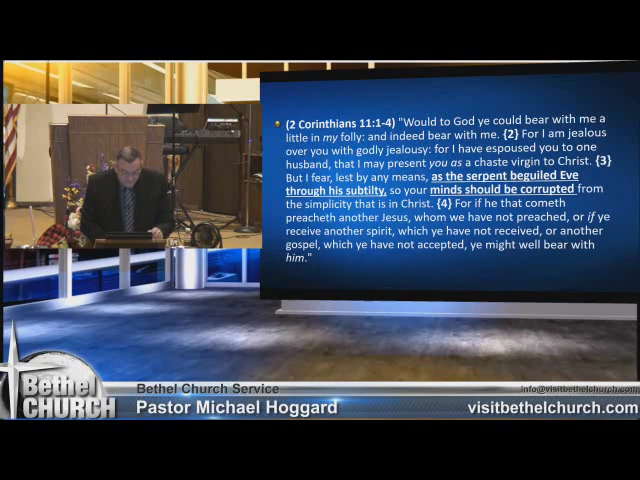 (2 Corinthians 11:1-4) "Would to God ye could bear with me a
little in my folly: and indeed bear with me. {2} For I am jealous
over you with godly jealousy: for I have espoused you to one
husband, that I may present you as a chaste virgin to Christ. {3}
But I fear, lest by any means, as the serpent beguiled Eve
through his subtilty, so your minds should be corrupted from
the simplicity that is in Christ. {4} For if he that cometh
preacheth another Jesus, whom we have not preached, or if ye
receive another spirit, which ye have not received, or another
gospel, which ye have not accepted, ye might well bear with
him."
Bethel
CHURCH
Bethel Church Service
info@visitbethelchurch.com
Pastor Michael Hoggard
visitbethelchurch.com